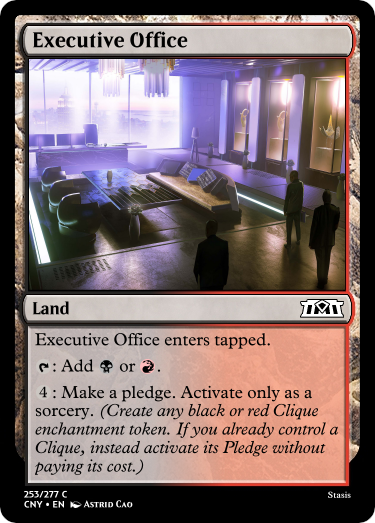 Executive Office
Land
Executive Office enters tapped.
: Add or .
4 : Make a pledge. Activate only as a
sorcery. (Create any black or red Clique
enchantment token. If you already control a
Clique, instead activate its Pledge without
paying its cost.)
253/277 C
Stasis
CNY • EN Astrid Cao